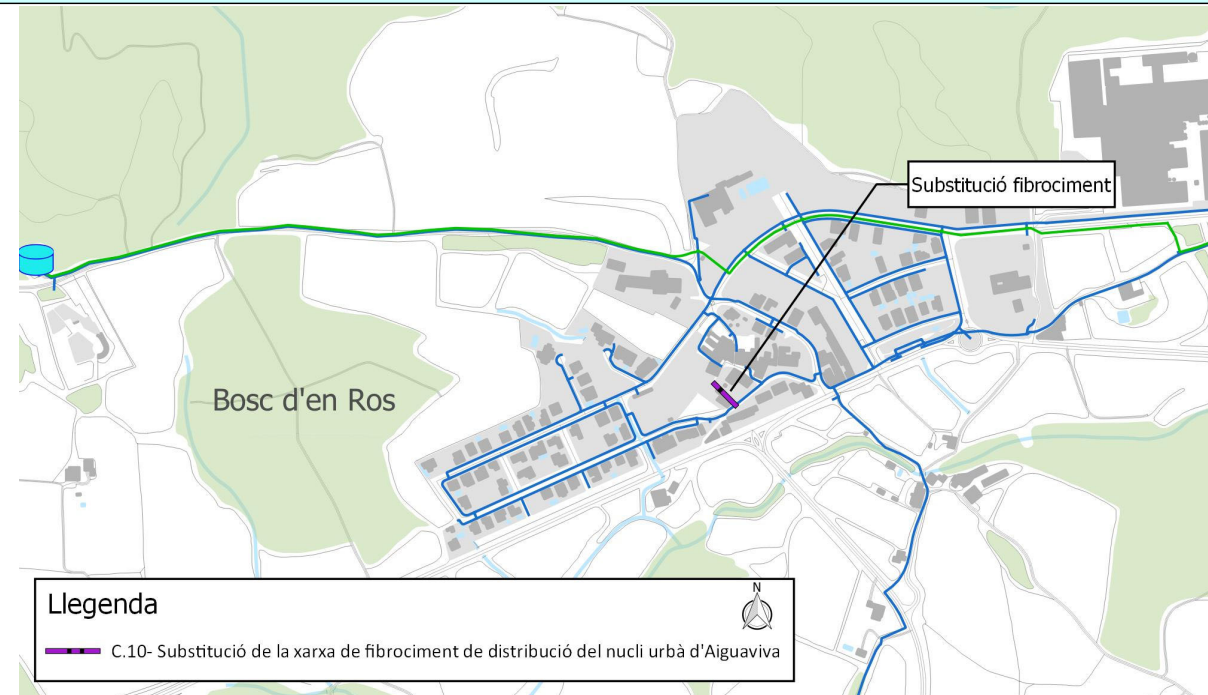 Substitució fibrociment
Bosc d'en Ros
Llegenda
N
C.10- Substitució de la xarxa de fibrociment de distribució del nucli urbà d'Aiguaviva